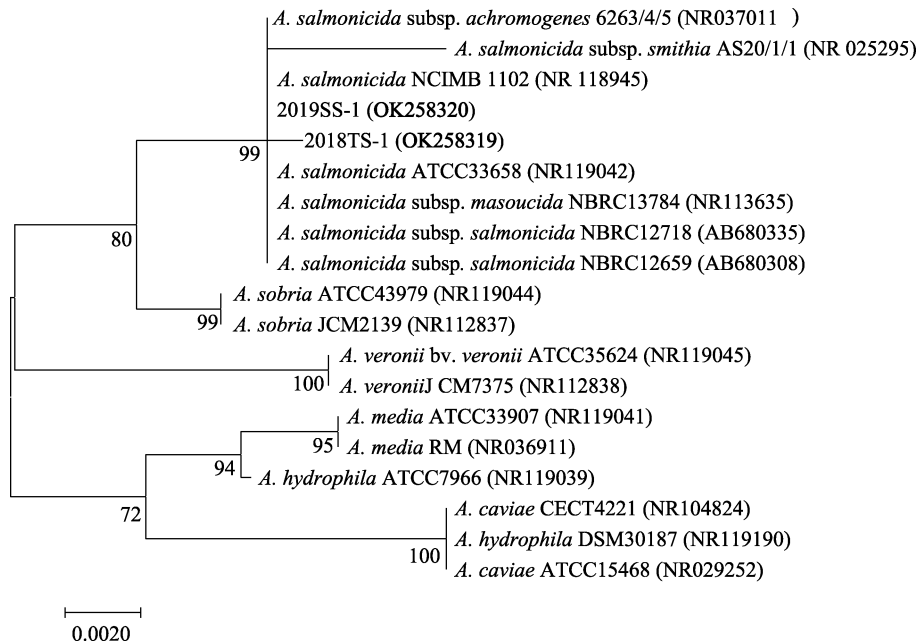 A. salmonicida subsp. achromogenes 6263/4/5 (NR037011 )
A. salmonicida subsp. smithia AS20/1/1 (NR 025295)
A. salmonicida NCIMB 1102 (NR 118945)
2019SS-1 (OK258320)
2018TS-1 (OK258319)
99
A. salmonicida ATCC33658 (NR119042)
A. salmonicida subsp. masoucida NBRC13784 (NR113635)
A. salmonicida subsp. salmonicida NBRC12718 (AB680335)
80
A. salmonicida subsp. salmonicida NBRC12659 (AB680308)
A. sobria ATCC43979 (NR119044)
99
A. sobria JCM2139 (NR112837)
A. veronii bv. veronii ATCC35624 (NR119045)
100
A. veroniiJ CM7375 (NR112838)
A. media ATCC33907 (NR119041)
95
A. media RM (NR036911)
94
A. hydrophila ATCC7966 (NR119039)
72
A. caviae CECT4221 (NR104824)
A. hydrophila DSM30187 (NR119190)
100
A. caviae ATCC15468 (NR029252)
0.0020